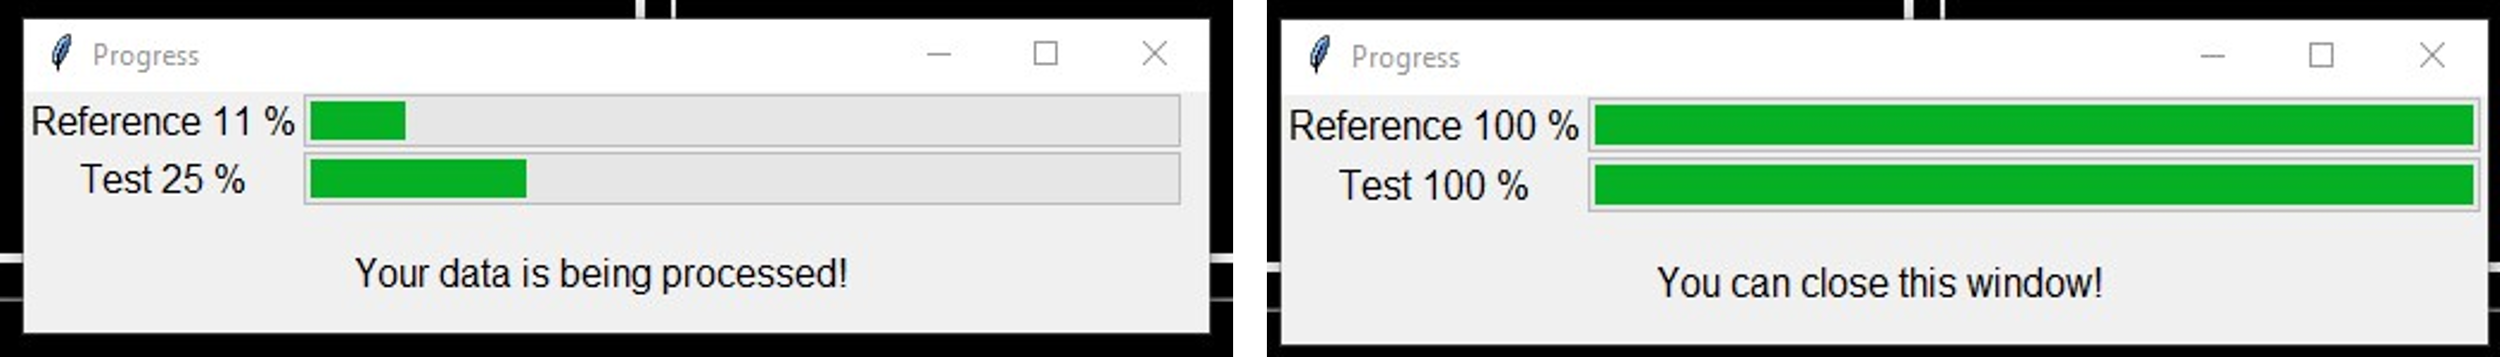 Progress
Reference 11 %
Test 25 %
Your data is being processed!
Progress
Reference 100 %
Test 100 %
You can close this window!